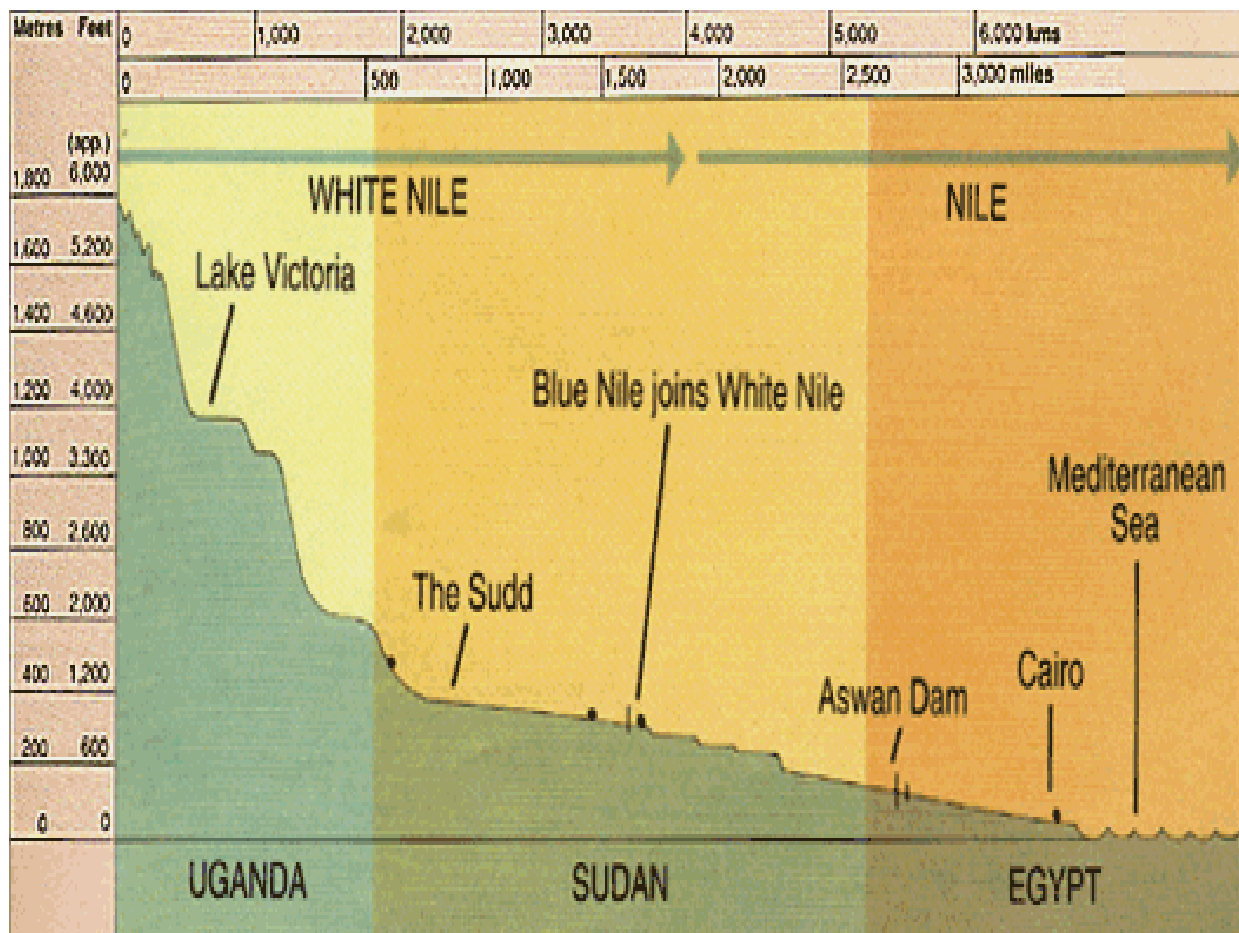 Metres Feet 0 1,000 2,000 3,000 4,000 5,000 6,000 kms
0 500 1,000 1,500 2,000 2,500 3,000 miles
(app.)
1,800 6,000
WHITE NILE
NILE
1,600 5,200
Lake Victoria
1,400 4,600
1,200 4,000
Blue Nile joins White Nile
1,000 3,300
Mediterranean
Sea
800 2,600
600 2,000
The Sudd
400 1,200
Cairo
Aswan Dam
200 600
0 0
UGANDA
SUDAN
EGYPT